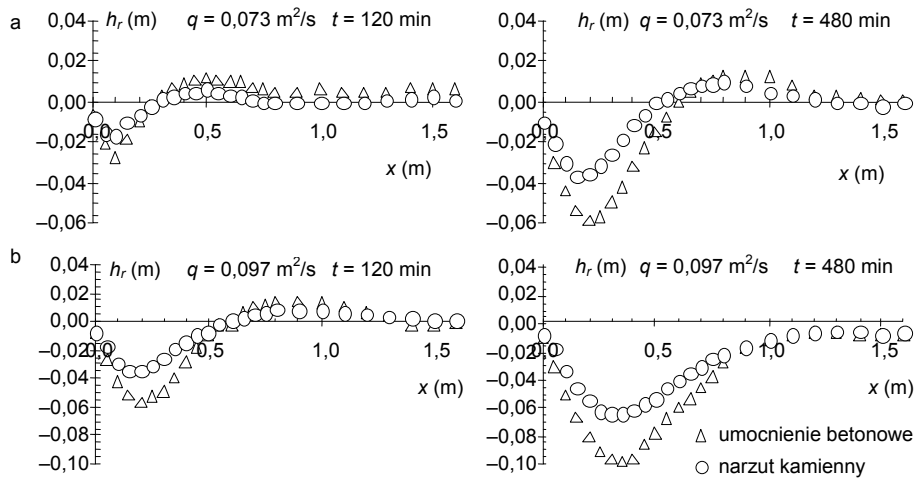 a
h_r (m) q = 0,073 m²/s t = 120 min
0,04
0,02
0,00
–0,02
–0,04
–0,06
0,0 0,5 1,0 1,5
x (m)
h_r (m) q = 0,073 m²/s t = 480 min
0,04
0,02
0,00
–0,02
–0,04
–0,06
0,0 0,5 1,0 1,5
x (m)
b
h_r (m) q = 0,097 m²/s t = 120 min
0,04
0,02
0,00
–0,02
–0,04
–0,06
–0,08
–0,10
0,0 0,5 1,0 1,5
x (m)
h_r (m) q = 0,097 m²/s t = 480 min
0,04
0,02
0,00
–0,02
–0,04
–0,06
–0,08
–0,10
0,0 0,5 1,0 1,5
x (m)
umocnienie betonowe
narzut kamienny